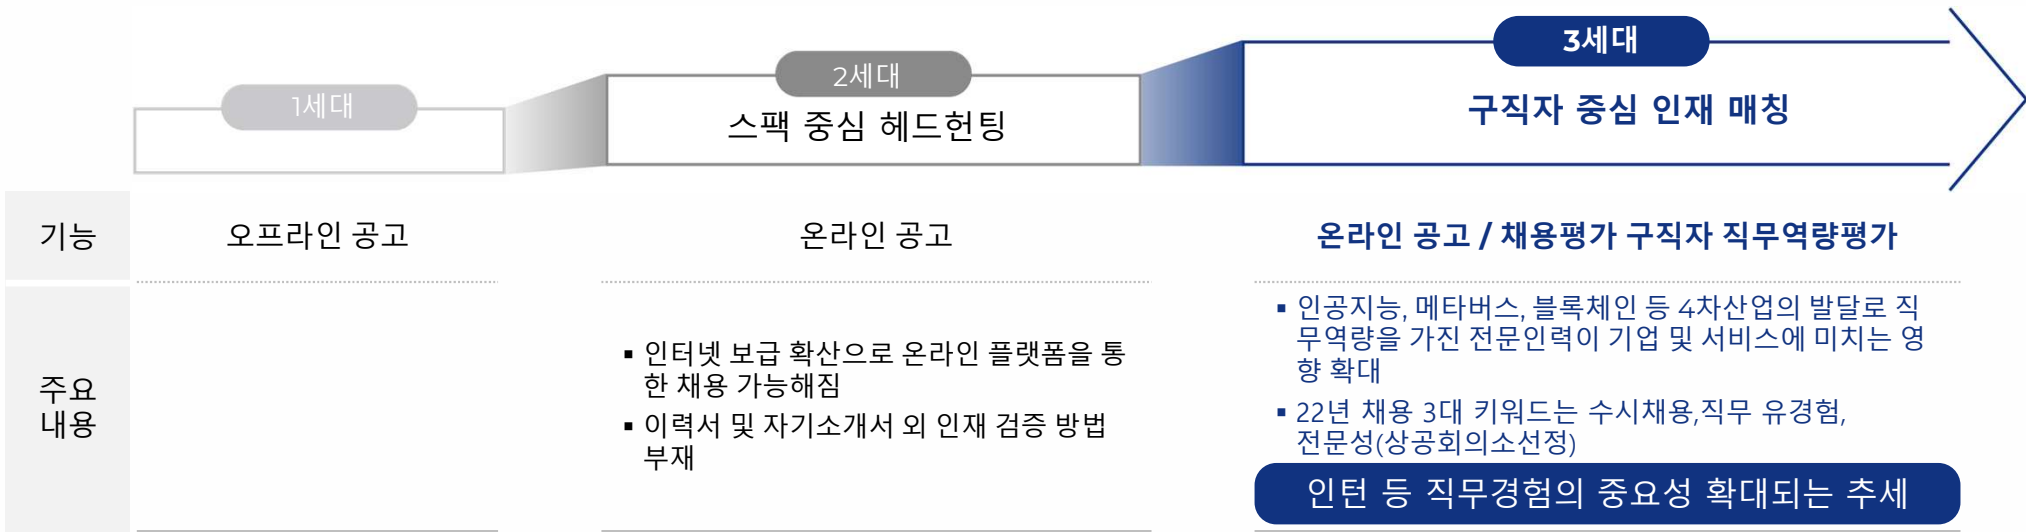 1세대
2세대
스팩 중심 헤드헌팅
3세대
구직자 중심 인재 매칭
기능
오프라인 공고
온라인 공고
온라인 공고 / 채용평가 구직자 직무역량평가
주요
내용
▪ 인터넷 보급 확산으로 온라인 플랫폼을 통
한 채용 가능해짐
▪ 이력서 및 자기소개서 외 인재 검증 방법
부재
▪ 인공지능, 메타버스, 블록체인 등 4차산업의 발달로 직
무역량을 가진 전문인력이 기업 및 서비스에 미치는 영
향 확대
▪ 22년 채용 3대 키워드는 수시채용,직무 유경험,
전문성(상공회의소선정)
인턴 등 직무경험의 중요성 확대되는 추세